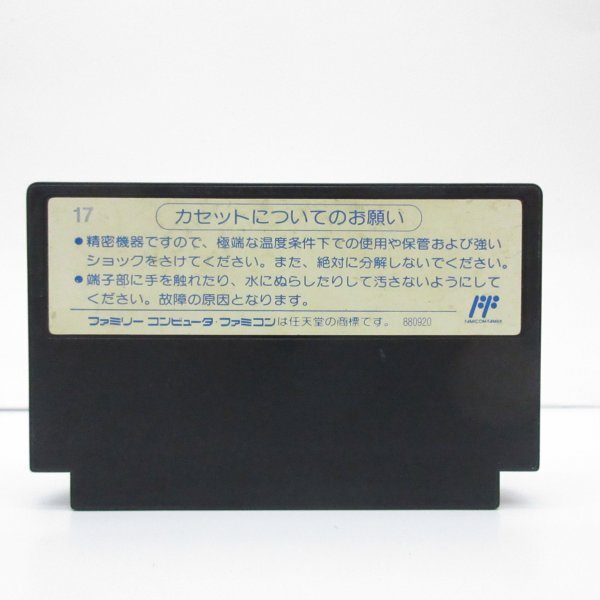 17
カセットについてのお願い
●精密機器ですので、極端な温度条件下での使用や保管および強い
ショックをさけてください。また、絶対に分解しないでください。
●端子部に手を触れたり、水にぬらしたりして汚さないようにして
ください。故障の原因となります。
ファミリー コンピュータ・ファミコンは任天堂の商標です。 880920
FAMICOM FAMILY